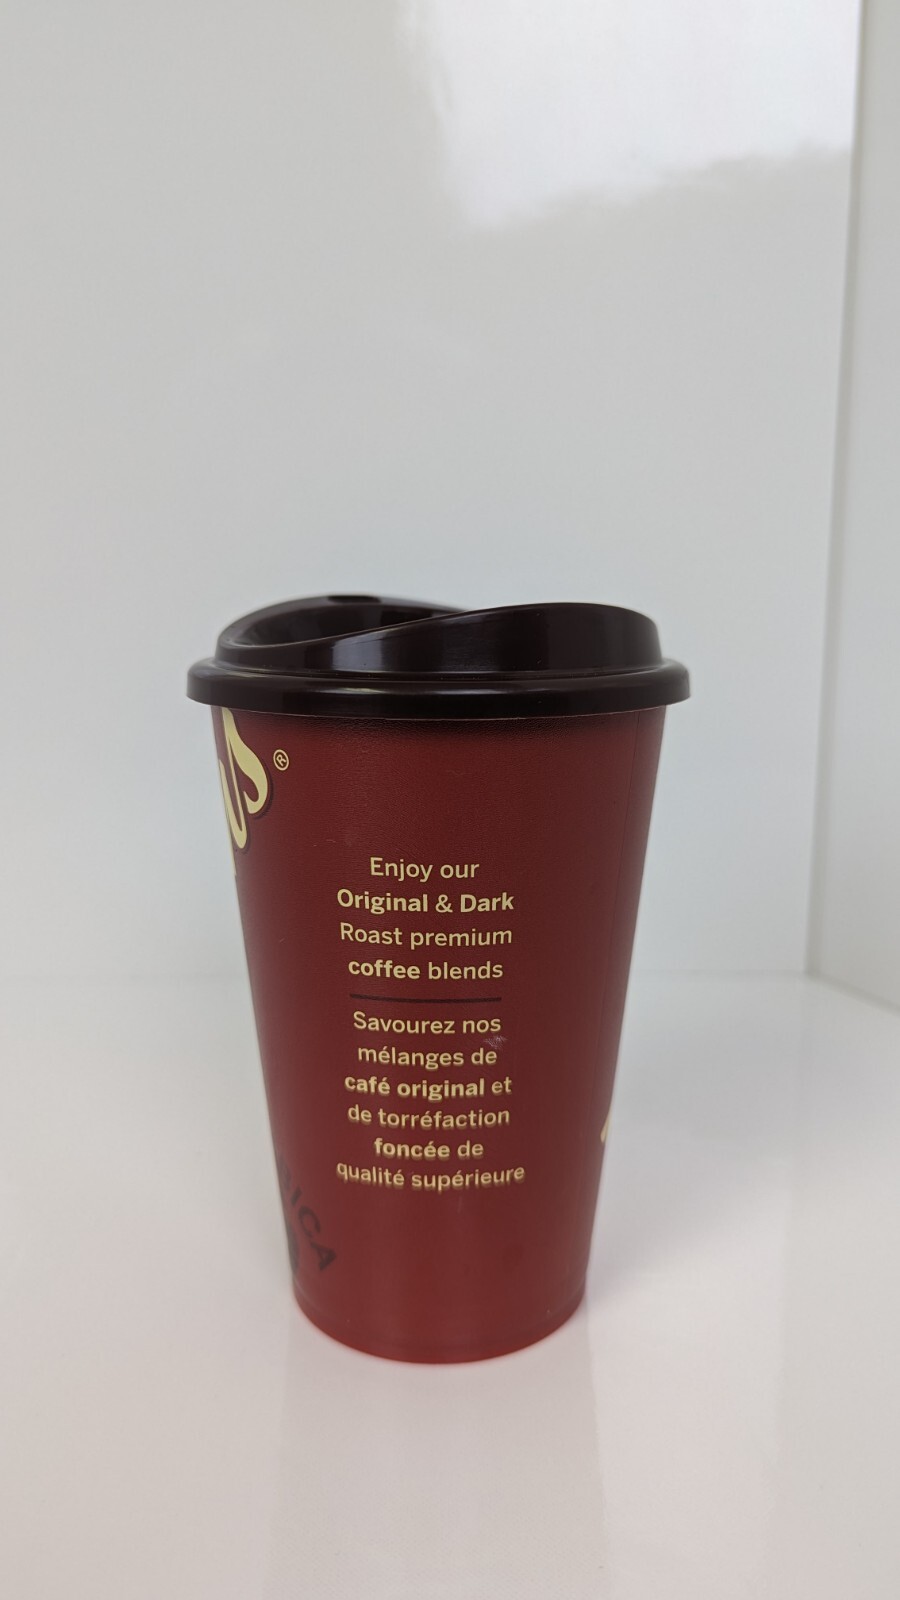 ®
Enjoy our
Original & Dark
Roast premium
coffee blends
Savourez nos
mélanges de
café original et
de torréfaction
foncée de
qualité supérieure